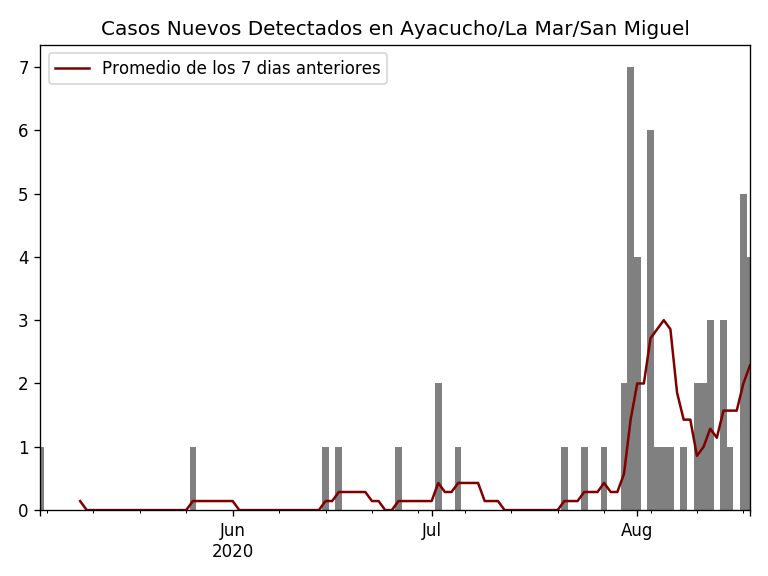 Casos Nuevos Detectados en Ayacucho/La Mar/San Miguel
Promedio de los 7 dias anteriores
7
6
5
4
3
2
1
0
Jun
2020
Jul
Aug